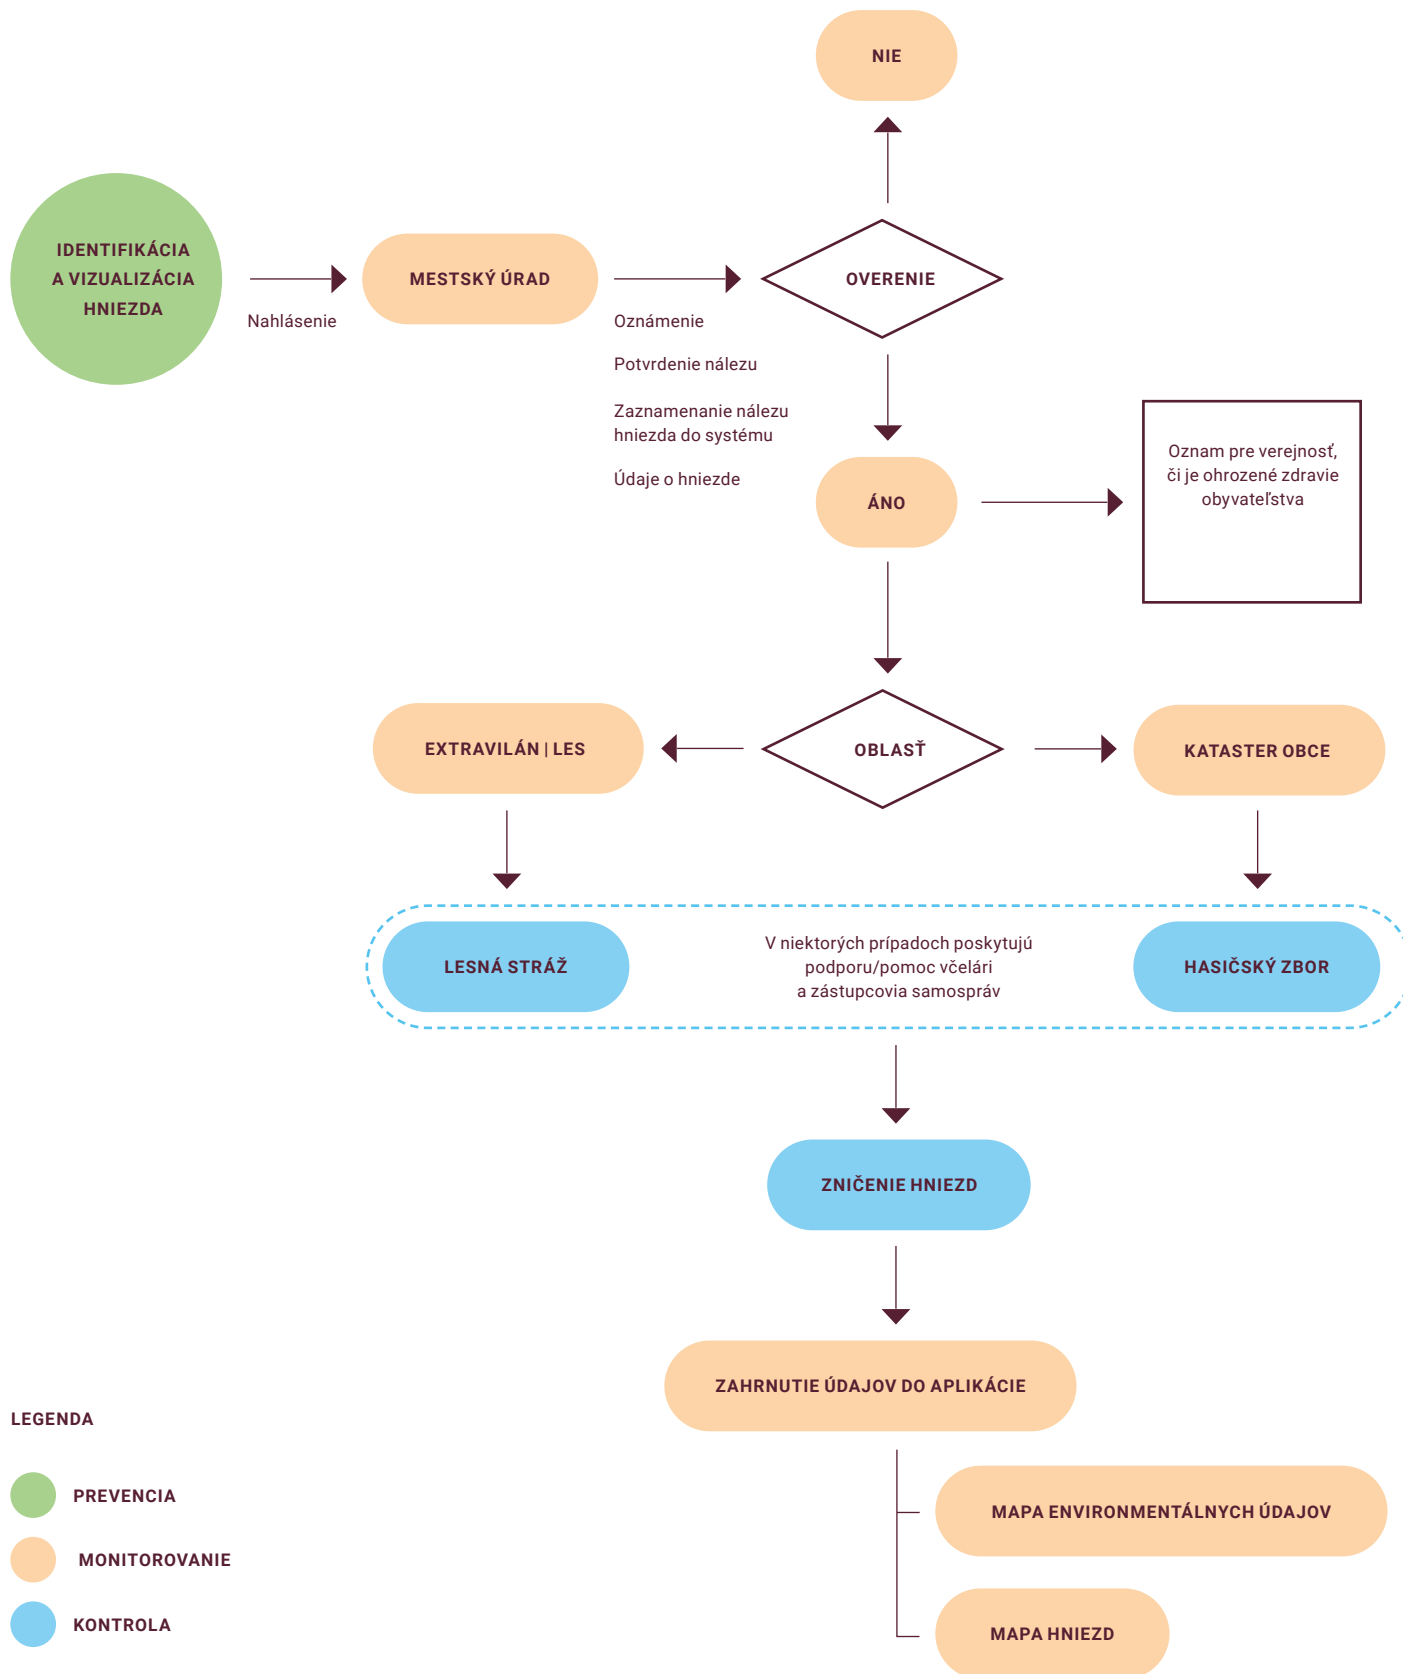 NIE
IDENTIFIKÁCIA
A VIZUALIZÁCIA
HNIEZDA
Nahlásenie
MESTSKÝ ÚRAD
Oznámenie
Potvrdenie nálezu
Zaznamenanie nálezu
hniezda do systému
Údaje o hniezde
OVERENIE
ÁNO
Oznam pre verejnosť,
či je ohrozené zdravie
obyvateľstva
EXTRAVILÁN | LES
OBLASŤ
KATASTER OBCE
LESNÁ STRÁŽ
V niektorých prípadoch poskytujú
podporu/pomoc včelári
a zástupcovia samospráv
HASIČSKÝ ZBOR
ZNIČENIE HNIEZD
ZAHRNUTIE ÚDAJOV DO APLIKÁCIE
MAPA ENVIRONMENTÁLNYCH ÚDAJOV
MAPA HNIEZD
LEGENDA
PREVENCIA
MONITOROVANIE
KONTROLA